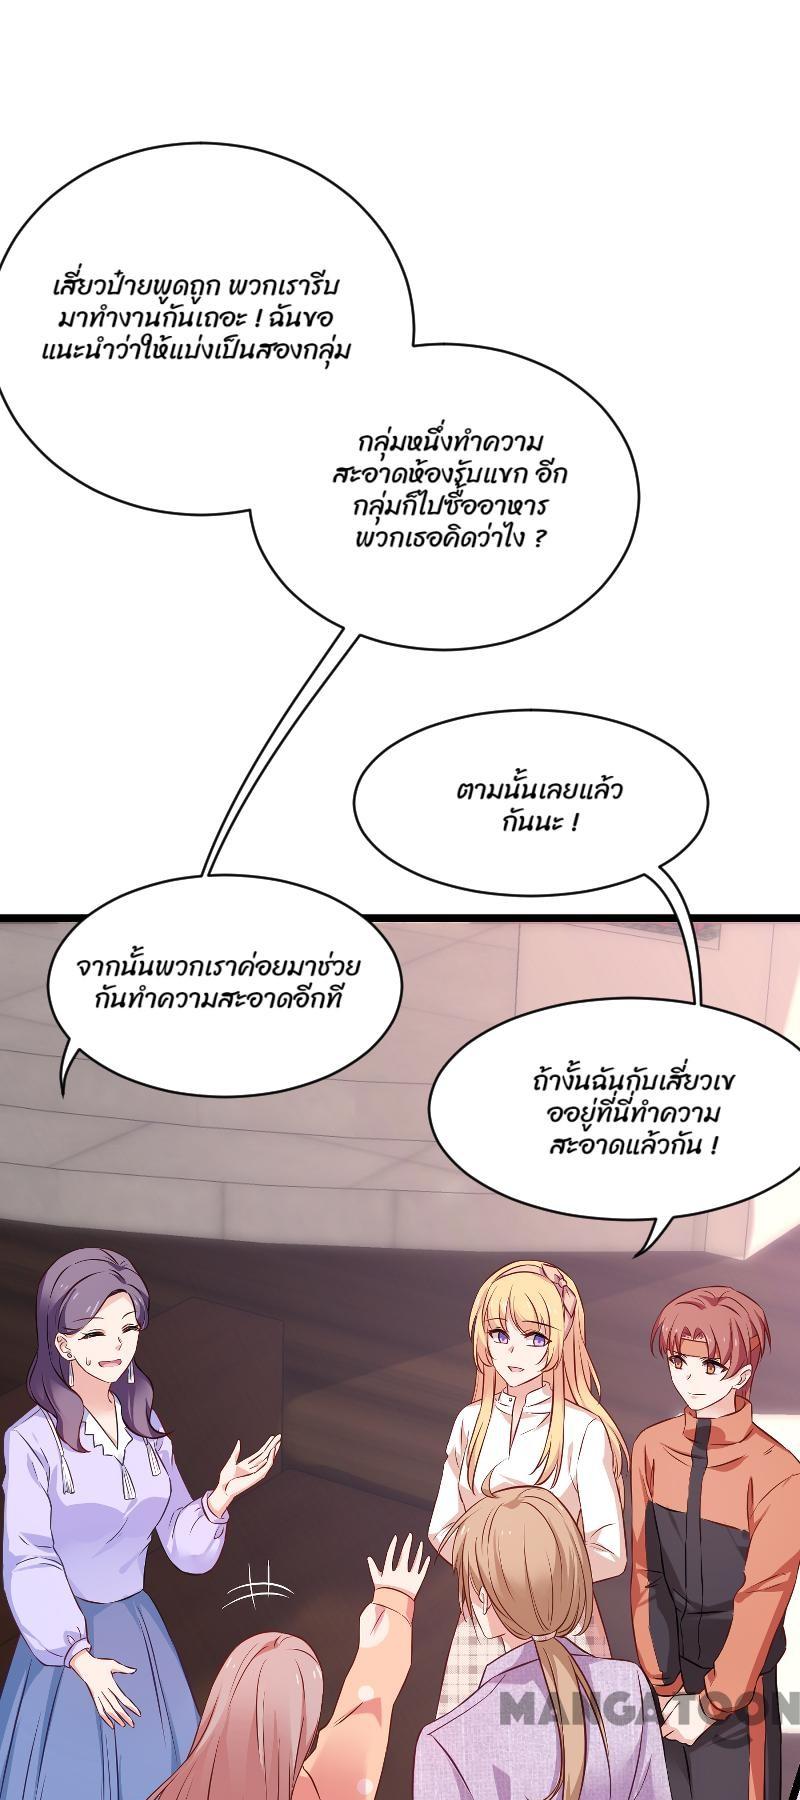 เสี่ยวป๋ายพูดถูก พวกเรารีบ
มาทำงานกันเถอะ ! ฉันขอ
แนะนำว่าให้แบ่งเป็นสองกลุ่ม
กลุ่มหนึ่งทำความ
สะอาดห้องรับแขก อีก
กลุ่มก็ไปซื้ออาหาร
พวกเธอคิดว่าไง ?
ตามนั้นเลยแล้ว
กันนะ !
จากนั้นพวกเราค่อยมาช่วย
กันทำความสะอาดอีกที
ถ้างั้นฉันกับเสี่ยวเข
ออยู่ที่นี่ทำความ
สะอาดแล้วกัน !
MANGATOON